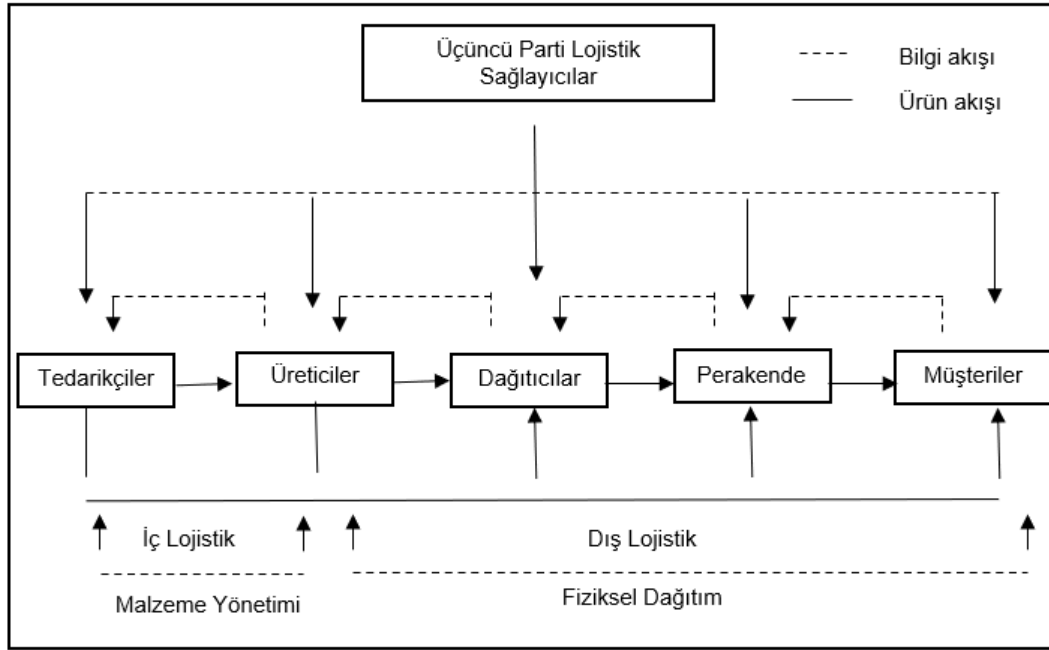 Üçüncü Parti Lojistik
Sağlayıcılar
Bilgi akışı
Ürün akışı
Tedarikçiler
Üreticiler
Dağıtıcılar
Perakende
Müşteriler
İç Lojistik
Dış Lojistik
Malzeme Yönetimi
Fiziksel Dağıtım